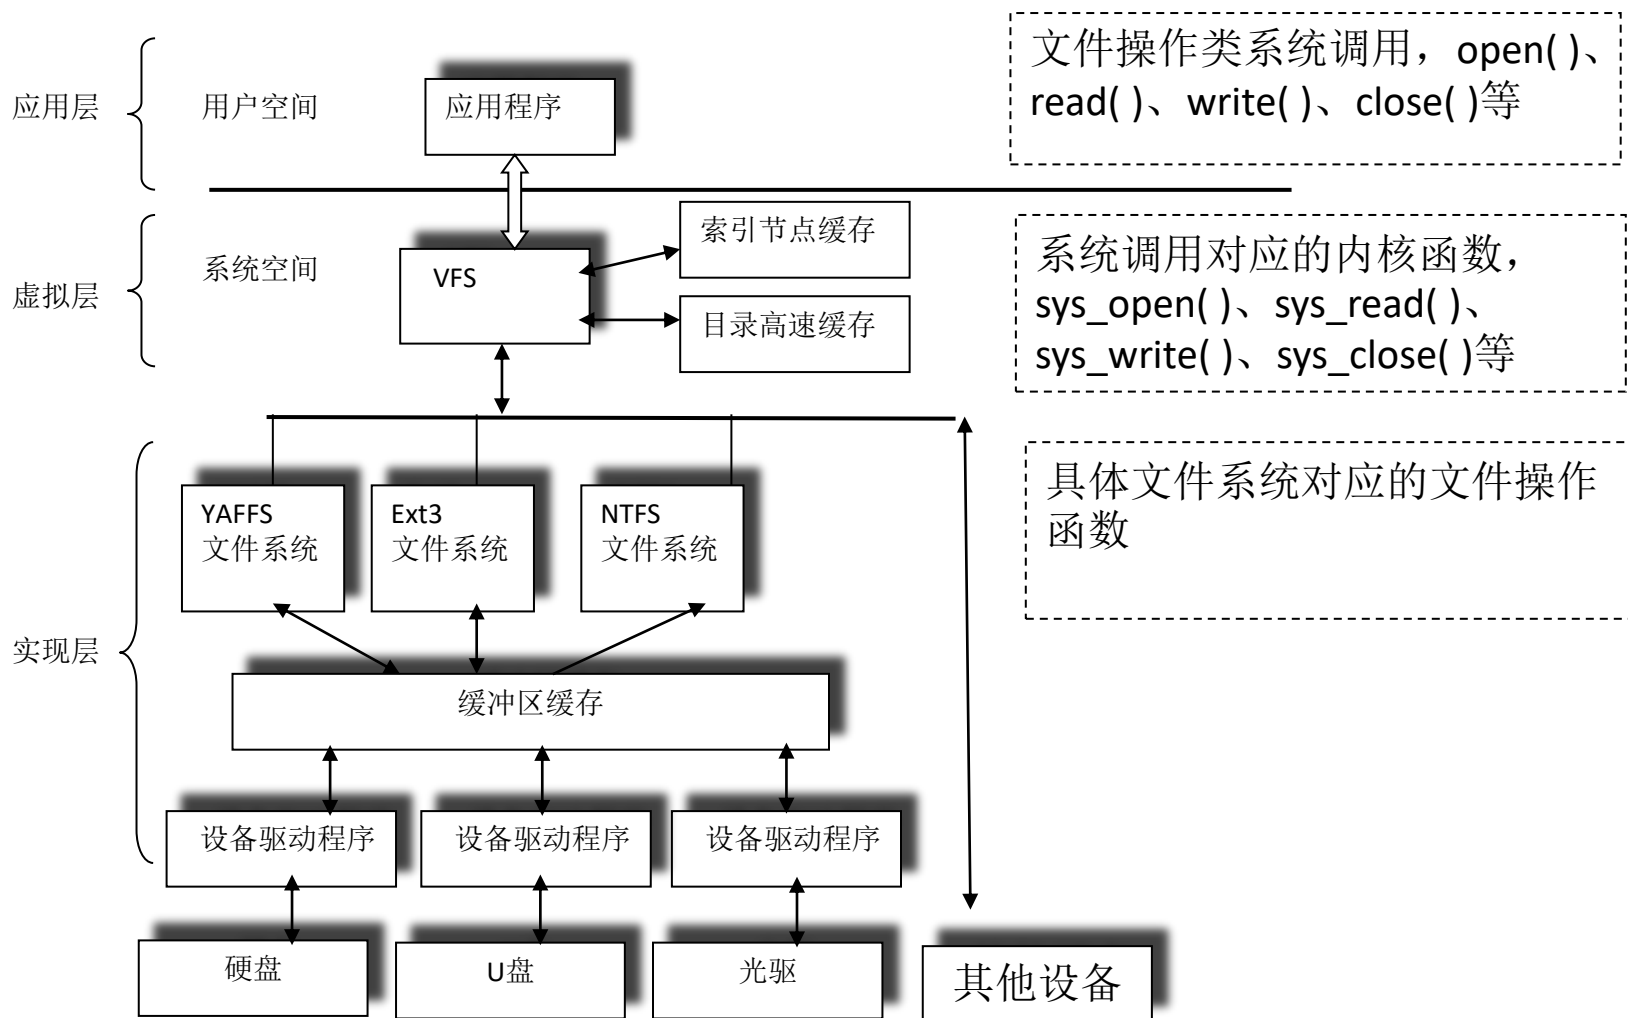 应用层
用户空间
应用程序
文件操作类系统调用，open( )、
read( )、write( )、close( )等
虚拟层
系统空间
VFS
索引节点缓存
目录高速缓存
系统调用对应的内核函数，
sys_open( )、sys_read( )、
sys_write( )、sys_close( )等
实现层
YAFFS
文件系统
Ext3
文件系统
NTFS
文件系统
具体文件系统对应的文件操作
函数
缓冲区缓存
设备驱动程序
设备驱动程序
设备驱动程序
硬盘
U盘
光驱
其他设备